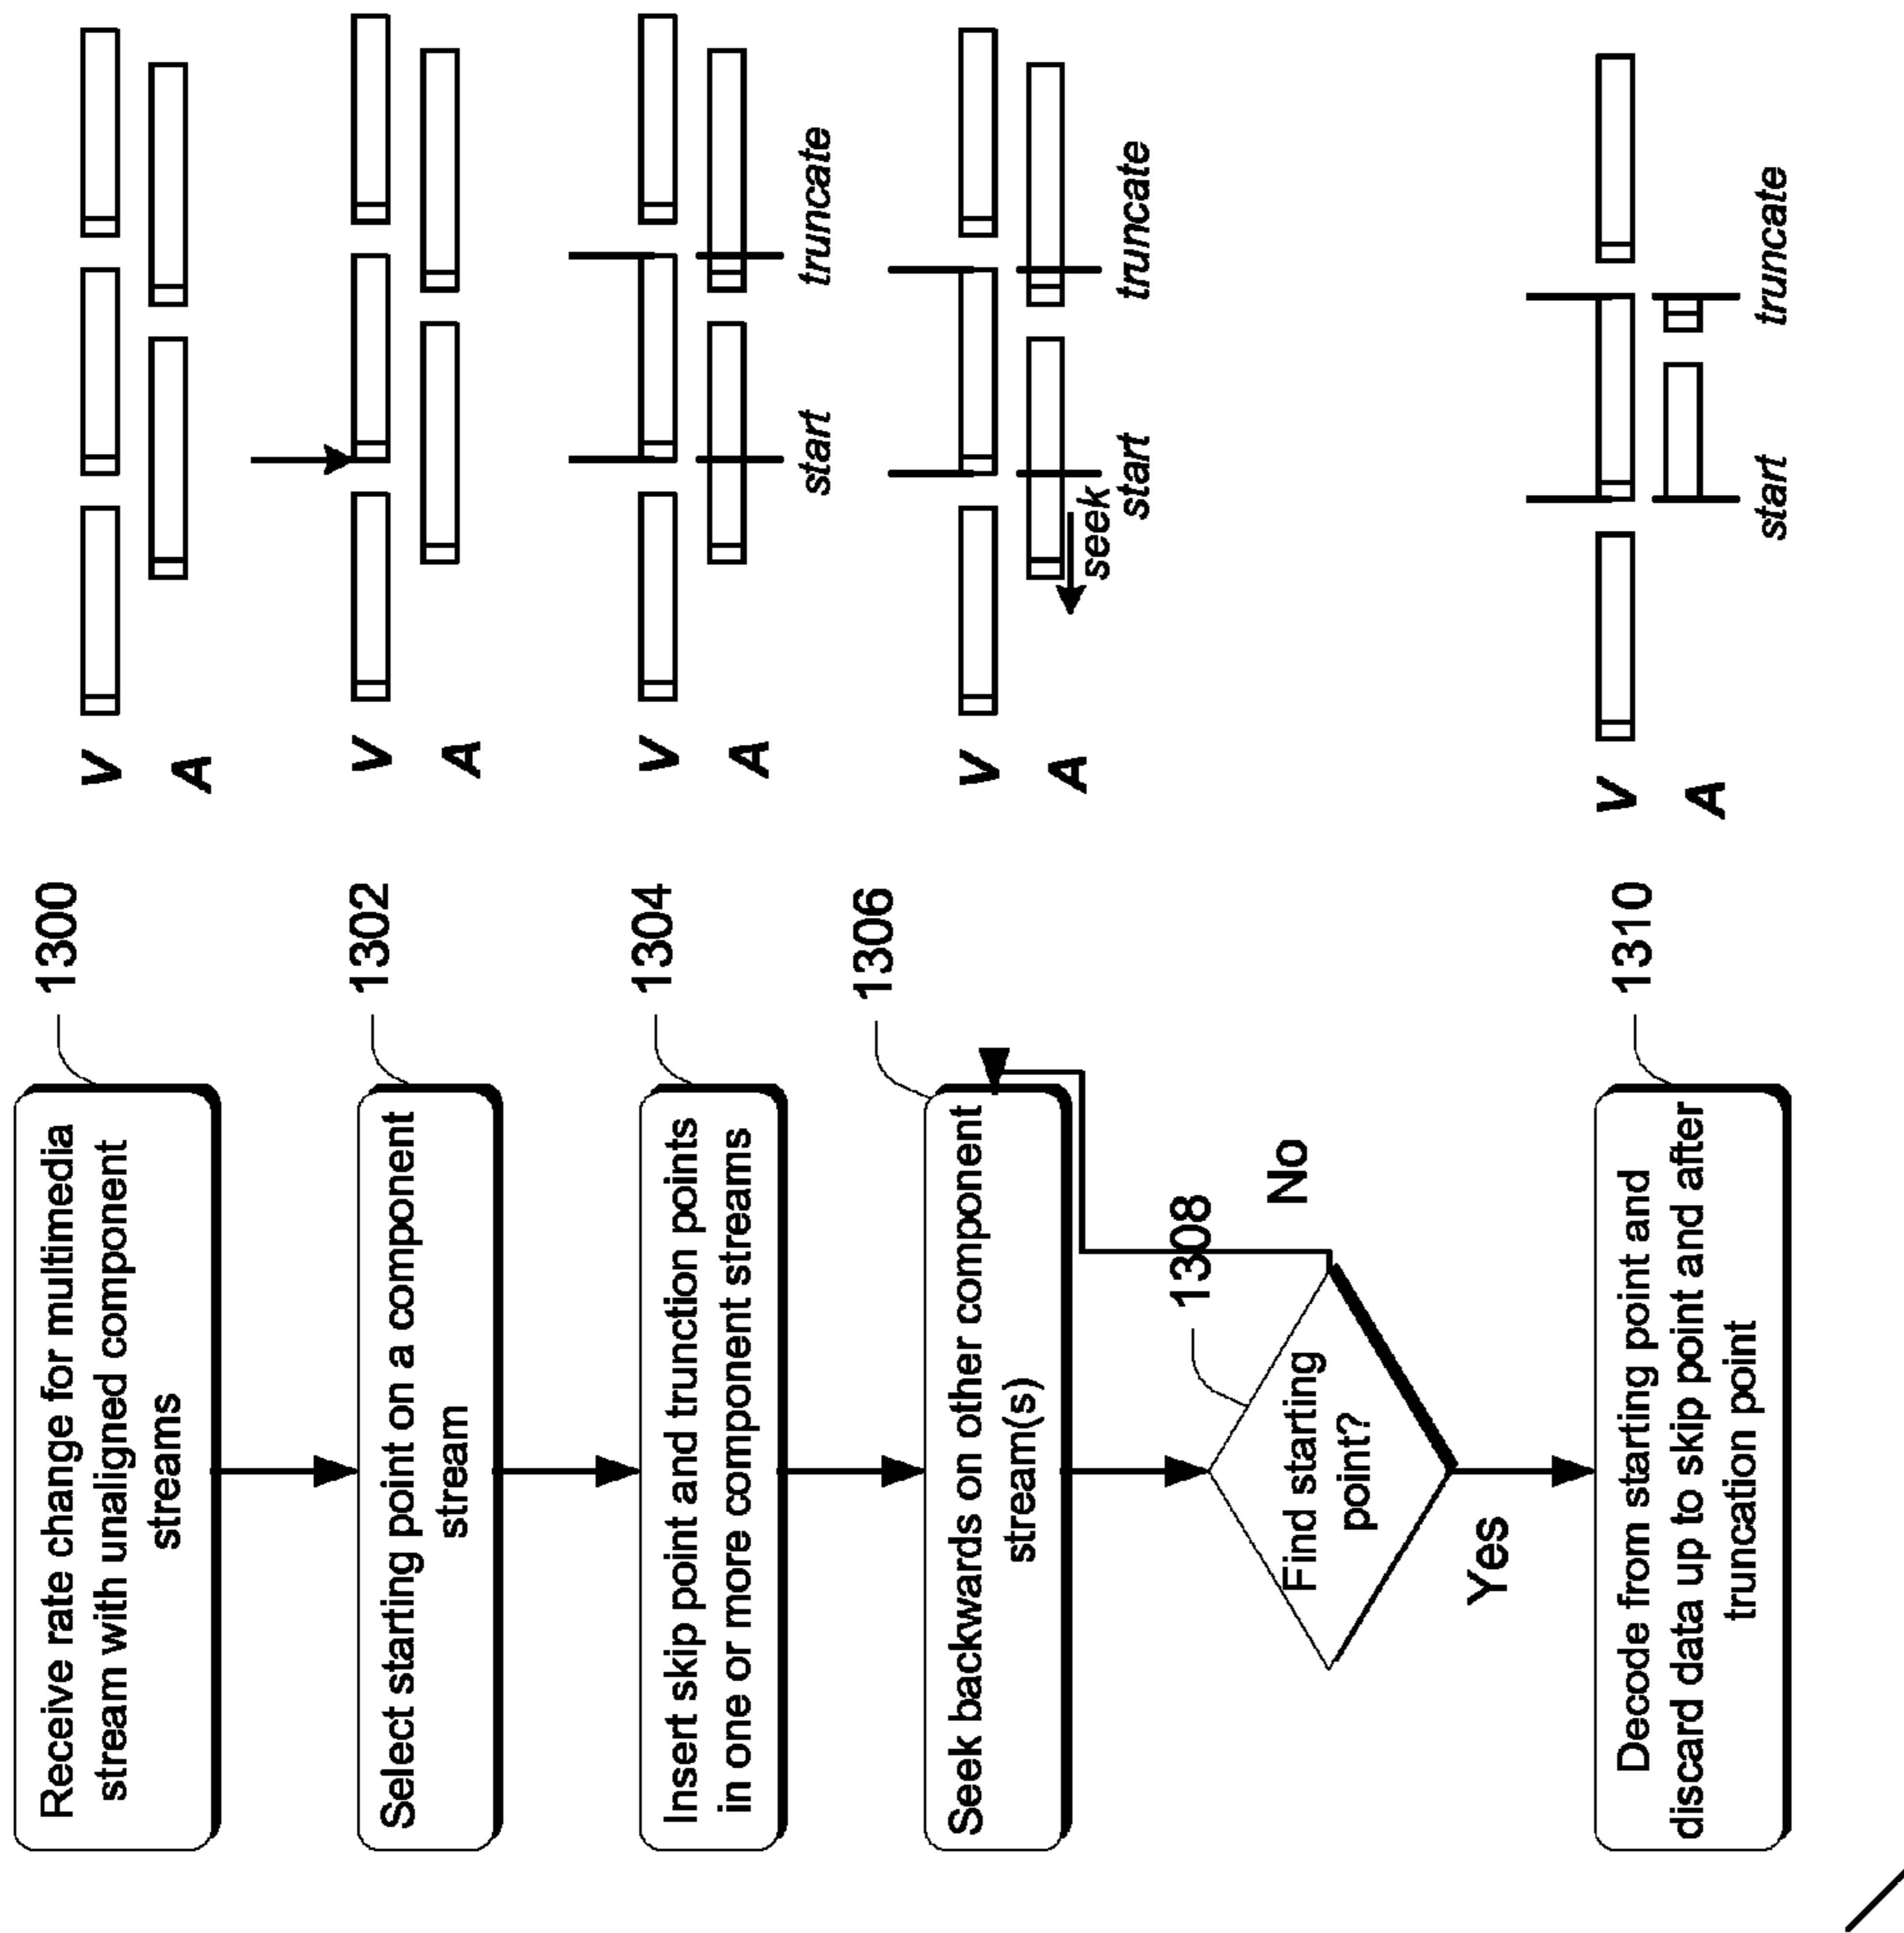 1300
Receive rate change for multimedia
stream with unaligned component
streams
V
A
1302
Select starting point on a component
stream
V
A
1304
Insert skip point and trunction points
in one or more component streams
V
A
start
truncate
1306
Seek backwards on other component
stream(s)
V
A
seek
start
truncate
1308
Find starting
point?
No
Yes
1310
Decode from starting point and
discard data up to skip point and after
truncation point
V
A
start
truncate